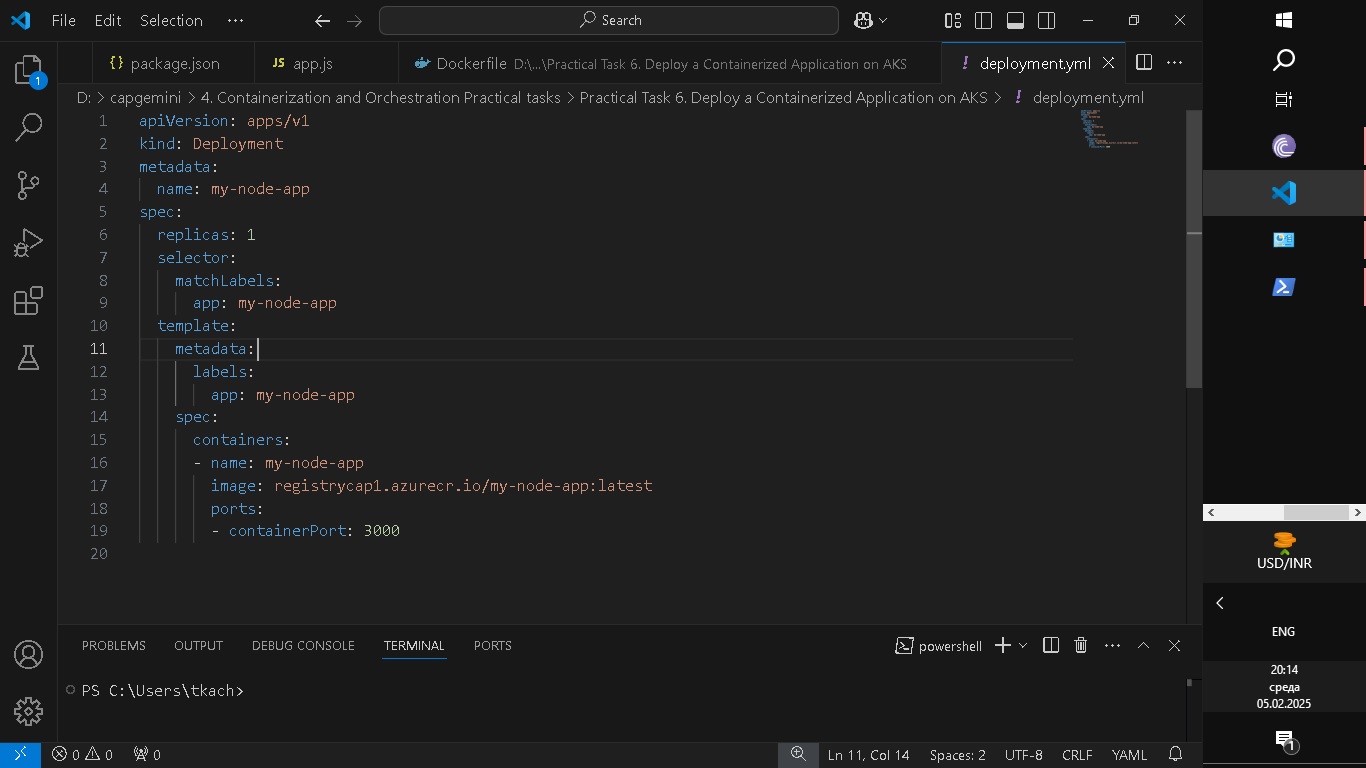 File Edit Selection ··· Search
package.json app.js Dockerfile D:\...\Practical Task 6. Deploy a Containerized Application on AKS deployment.yml
D: > capgemini > 4. Containerization and Orchestration Practical tasks > Practical Task 6. Deploy a Containerized Application on AKS > deployment.yml
1 apiVersion: apps/v1
2 kind: Deployment
3 metadata:
4 name: my-node-app
5 spec:
6 replicas: 1
7 selector:
8 matchLabels:
9 app: my-node-app
10 template:
11 metadata:
12 labels:
13 app: my-node-app
14 spec:
15 containers:
16 - name: my-node-app
17 image: registrycap1.azurecr.io/my-node-app:latest
18 ports:
19 - containerPort: 3000
20
PROBLEMS OUTPUT DEBUG CONSOLE TERMINAL PORTS powershell
PS C:\Users\tkach>
0 0 0 Ln 11, Col 14 Spaces: 2 UTF-8 CRLF YAML
1
USD/INR
ENG
20:14
среда
05.02.2025
1